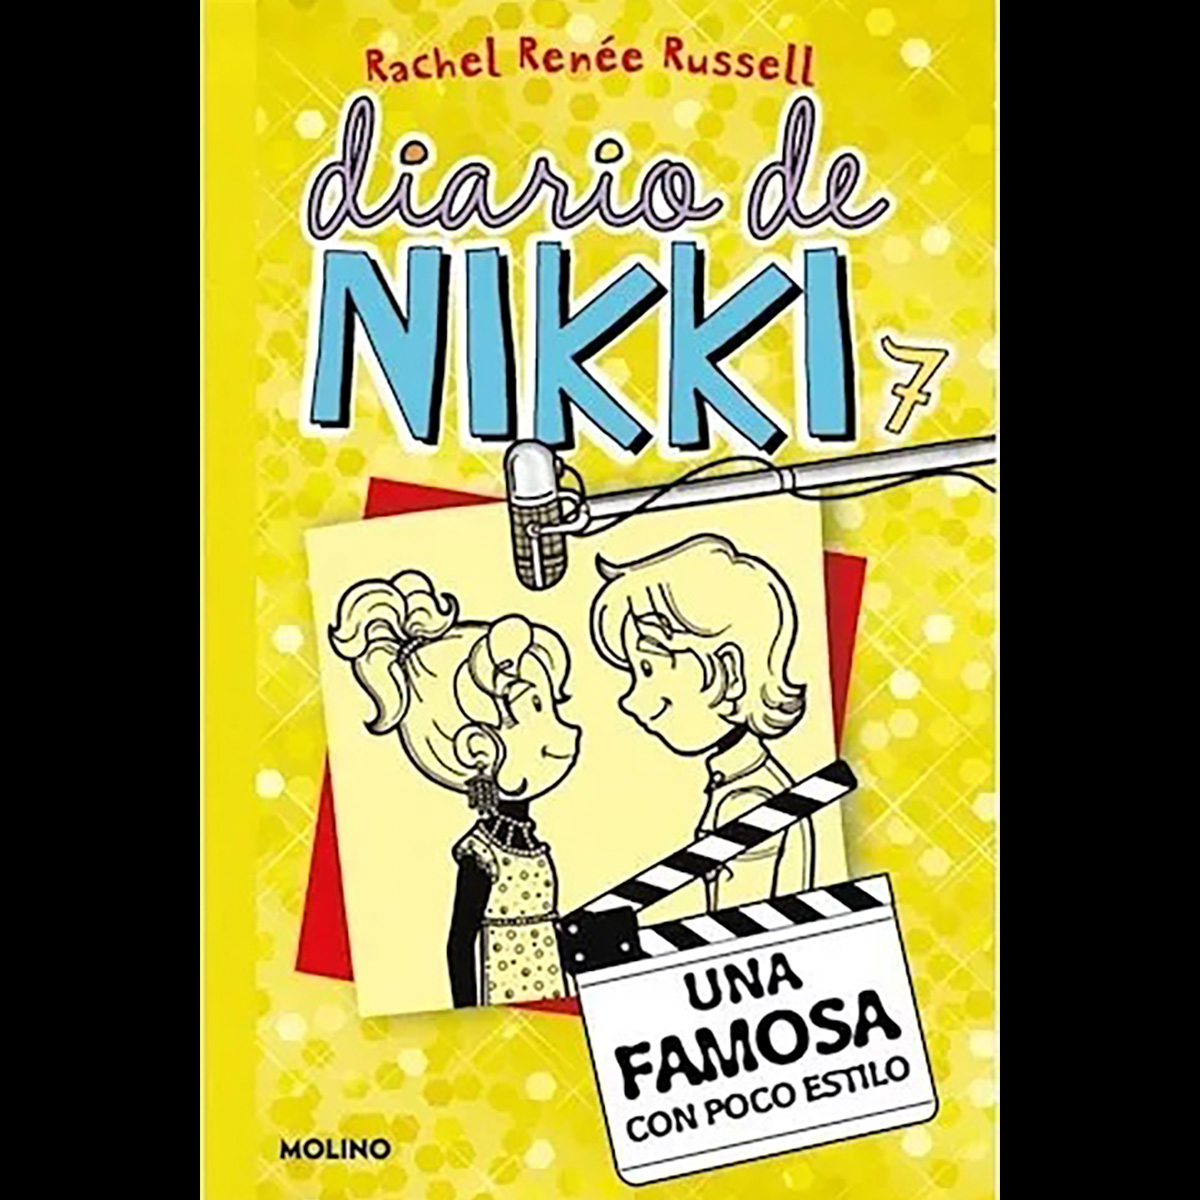 Rachel Renée Russell
diario de
NIKKI 7
UNA
FAMOSA
CON POCO ESTILO
MOLINO